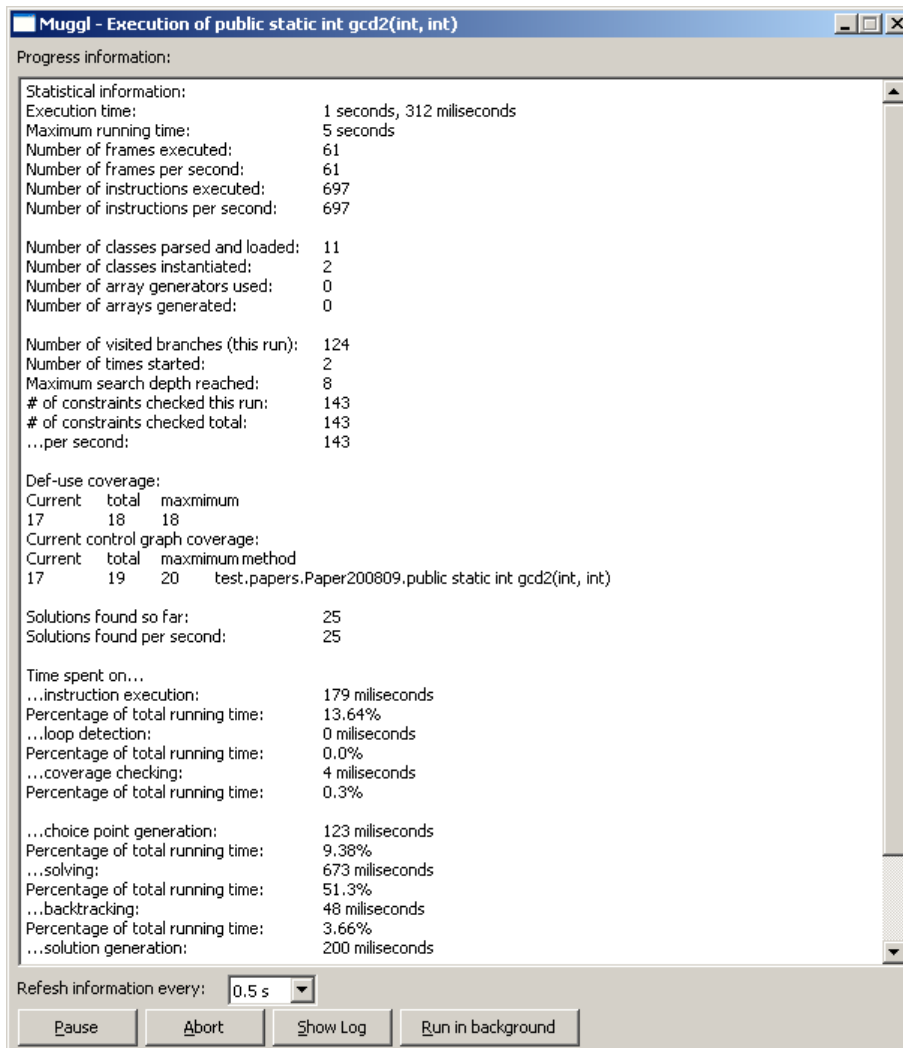 Muggl - Execution of public static int gcd2(int, int)
Progress information:
Statistical information:
Execution time: 1 seconds, 312 miliseconds
Maximum running time: 5 seconds
Number of frames executed: 61
Number of frames per second: 61
Number of instructions executed: 697
Number of instructions per second: 697
Number of classes parsed and loaded: 11
Number of classes instantiated: 2
Number of array generators used: 0
Number of arrays generated: 0
Number of visited branches (this run): 124
Number of times started: 2
Maximum search depth reached: 8
# of constraints checked this run: 143
# of constraints checked total: 143
...per second: 143
Def-use coverage:
Current total maxmimum
17 18 18
Current control graph coverage:
Current total maxmimum method
17 19 20 test.papers.Paper200809.public static int gcd2(int, int)
Solutions found so far: 25
Solutions found per second: 25
Time spent on...
...instruction execution: 179 miliseconds
Percentage of total running time: 13.64%
...loop detection: 0 miliseconds
Percentage of total running time: 0.0%
...coverage checking: 4 miliseconds
Percentage of total running time: 0.3%
...choice point generation: 123 miliseconds
Percentage of total running time: 9.38%
...solving: 673 miliseconds
Percentage of total running time: 51.3%
...backtracking: 48 miliseconds
Percentage of total running time: 3.66%
...solution generation: 200 miliseconds
Refesh information every: 0.5 s
Pause Abort Show Log Run in background